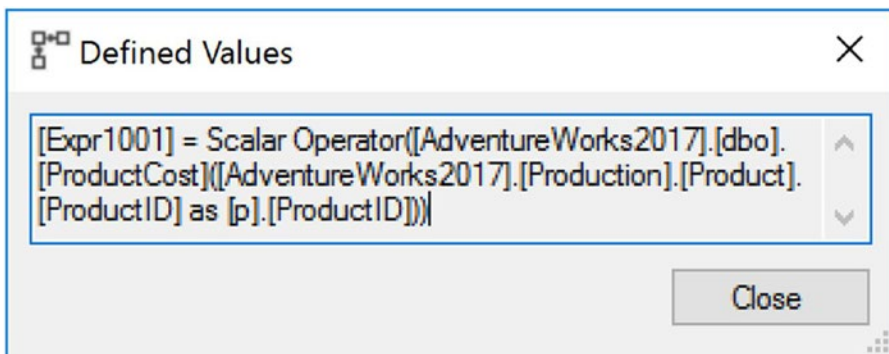 Defined Values
[Expr1001] = Scalar Operator([AdventureWorks2017].[dbo].
[ProductCost]([AdventureWorks2017].[Production].[Product].
[ProductID] as [p].[ProductID]))
Close